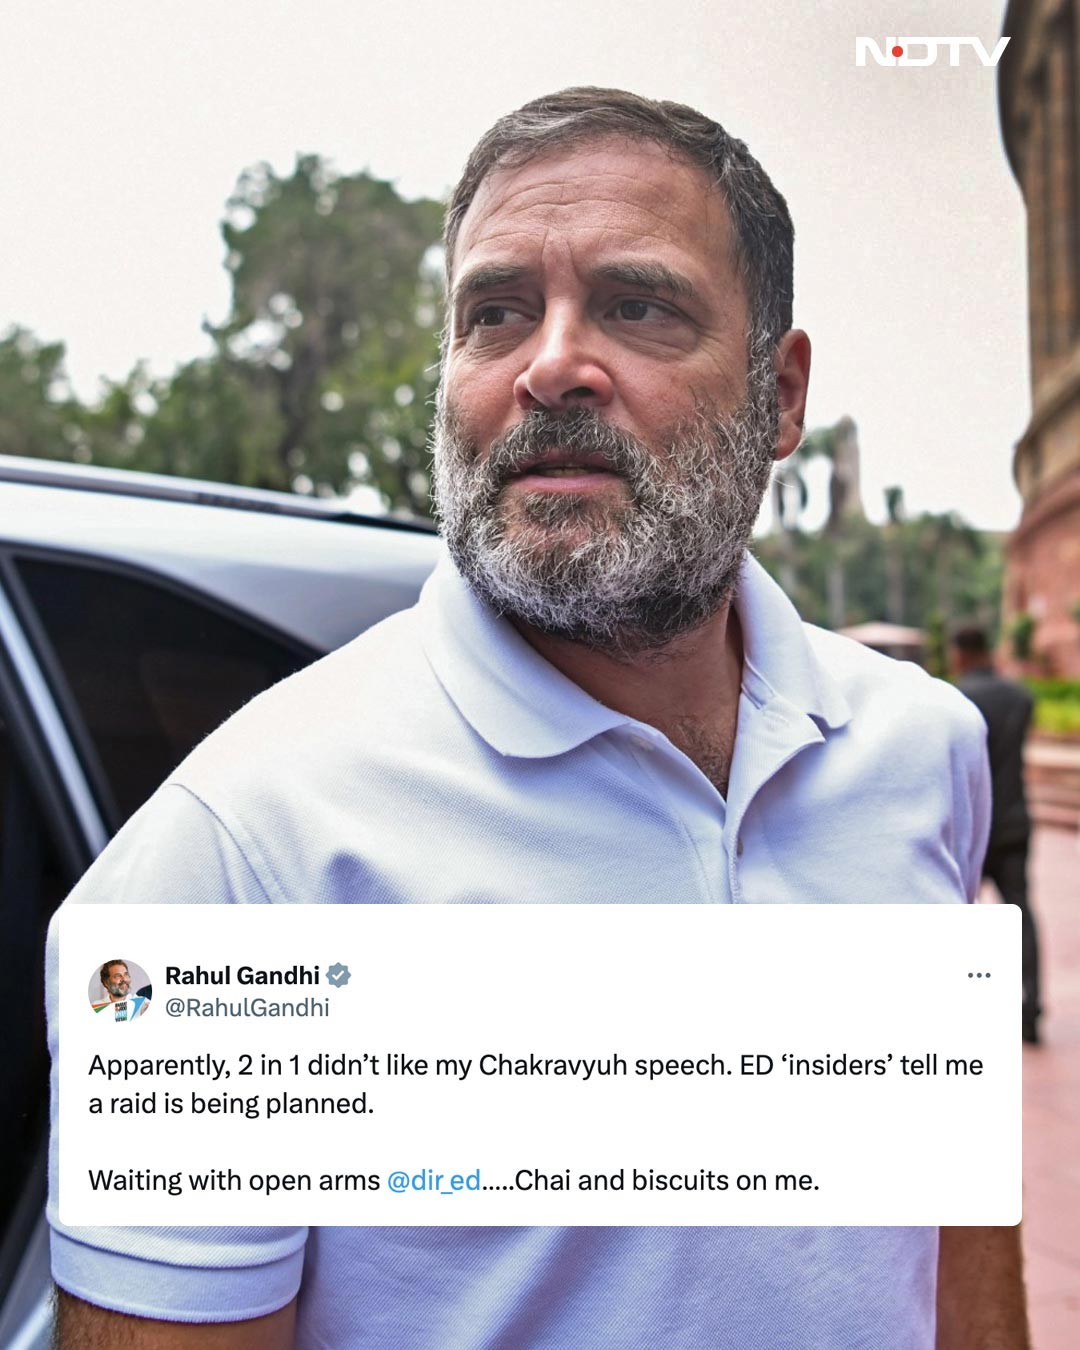 NDTV
Rahul Gandhi
@RahulGandhi
Apparently, 2 in 1 didn’t like my Chakravyuh speech. ED ‘insiders’ tell me
a raid is being planned.
Waiting with open arms @dir_ed.....Chai and biscuits on me.